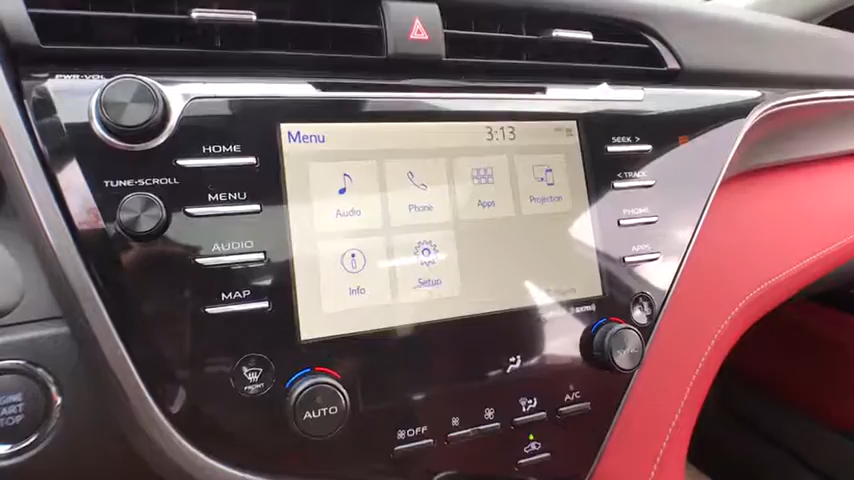 PWR•VOL
TUNE•SCROLL
HOME
MENU
AUDIO
MAP
Menu 3:13
Audio Phone Apps Projection
Info Setup
SEEK >
< TRACK
PHONE
APPS
FRONT
AUTO
OFF
A/C
SYNC
ENGINE
START
STOP